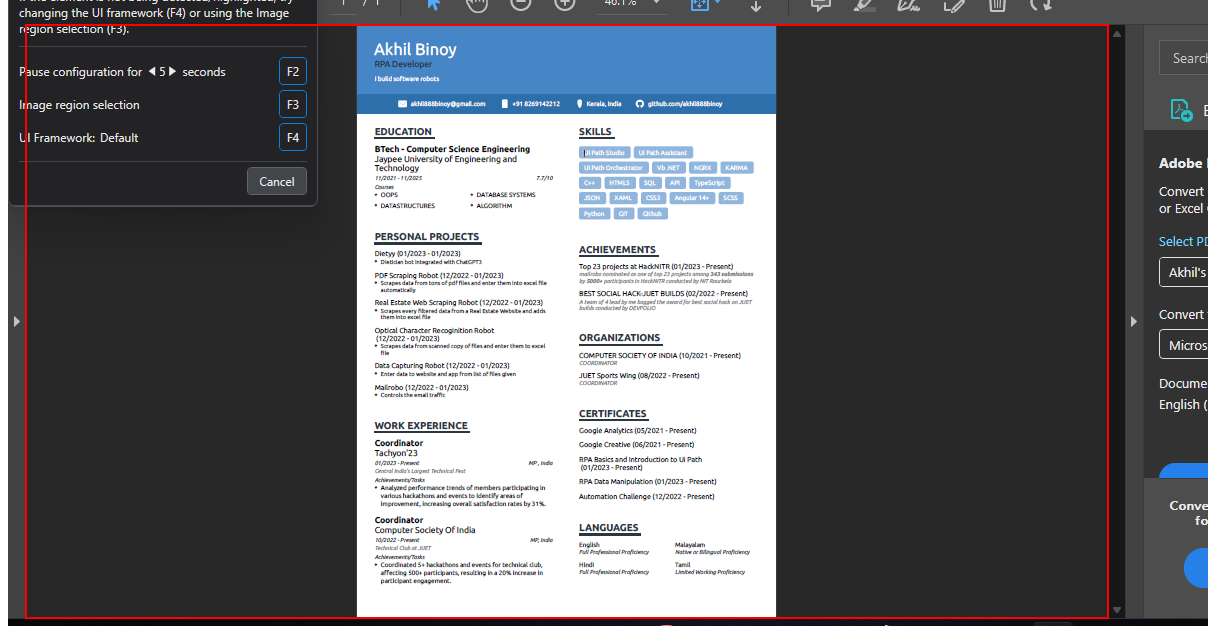 If the element is not being detected/highlighted, try
changing the UI framework (F4) or using the Image
region selection (F3).
Pause configuration for 5 seconds F2
Image region selection F3
UI Framework: Default F4
Cancel
1 / 1
46.1%
Akhil Binoy
RPA Developer
I build software robots
akhil888binoy@gmail.com +91 8269142212 Kerala, India github.com/akhil888binoy
EDUCATION
BTech - Computer Science Engineering
Jaypee University of Engineering and
Technology
11/2021 - 11/2025 7.7/10
Courses
• OOPS • DATABASE SYSTEMS
• DATASTRUCTURES • ALGORITHM
PERSONAL PROJECTS
Dietyy (01/2023 - 01/2023)
• Dietician bot integrated with ChatGPT3
PDF Scraping Robot (12/2022 - 01/2023)
• Scrapes data from tons of pdf files and enter them into excel file
automatically
Real Estate Web Scraping Robot (12/2022 - 01/2023)
• Scrapes every filtered data from a Real Estate Website and adds
them into excel file
Optical Character Recoginition Robot
(12/2022 - 01/2023)
• Scrapes data from scanned copy of files and enter them to excel
file
Data Capturing Robot (12/2022 - 01/2023)
• Enter data to website and app from list of files given
Mailrobo (12/2022 - 01/2023)
• Controls the email traffic
WORK EXPERIENCE
Coordinator
Tachyon'23
01/2023 - Present MP , India
Central India's Largest Technical Fest
Achievements/Tasks
• Analyzed performance trends of members participating in
various hackathons and events to identify areas of
improvement, increasing overall satisfaction rates by 31%.
Coordinator
Computer Society Of India
10/2022 - Present MP, India
Technical Club at JUET
Achievements/Tasks
• Coordinated 5+ hackathons and events for technical club,
affecting 500+ participants, resulting in a 20% increase in
participant engagement.
SKILLS
Ui Path Studio UI Path Assistant
UI Path Orchestrator Vb .NET NGRX KARMA
C++ HTML5 SQL API TypeScript
JSON XAML CSS3 Angular 14+ SCSS
Python GIT Github
ACHIEVEMENTS
Top 23 projects at HackNITR (01/2023 - Present)
mailrobo nominated as one of top 23 projects among 343 submissions
by 5000+ participants in HackNITR conducted by NIT Rourkela
BEST SOCIAL HACK-JUET BUILDS (02/2022 - Present)
A team of 4 lead by me bagged the award for best social hack on JUET
builds conducted by DEVFOLIO
ORGANIZATIONS
COMPUTER SOCIETY OF INDIA (10/2021 - Present)
COORDINATOR
JUET Sports Wing (08/2022 - Present)
COORDINATOR
CERTIFICATES
Google Analytics (05/2021 - Present)
Google Creative (06/2021 - Present)
RPA Basics and Introduction to UI Path
(01/2023 - Present)
RPA Data Manipulation (01/2023 - Present)
Automation Challenge (12/2022 - Present)
LANGUAGES
English
Full Professional Proficiency
Malayalam
Native or Bilingual Proficiency
Hindi
Full Professional Proficiency
Tamil
Limited Working Proficiency
Search
E
Adobe
Convert
or Excel
Select PD
Akhil's
Convert
Micros
Docume
English (
Conve
fo